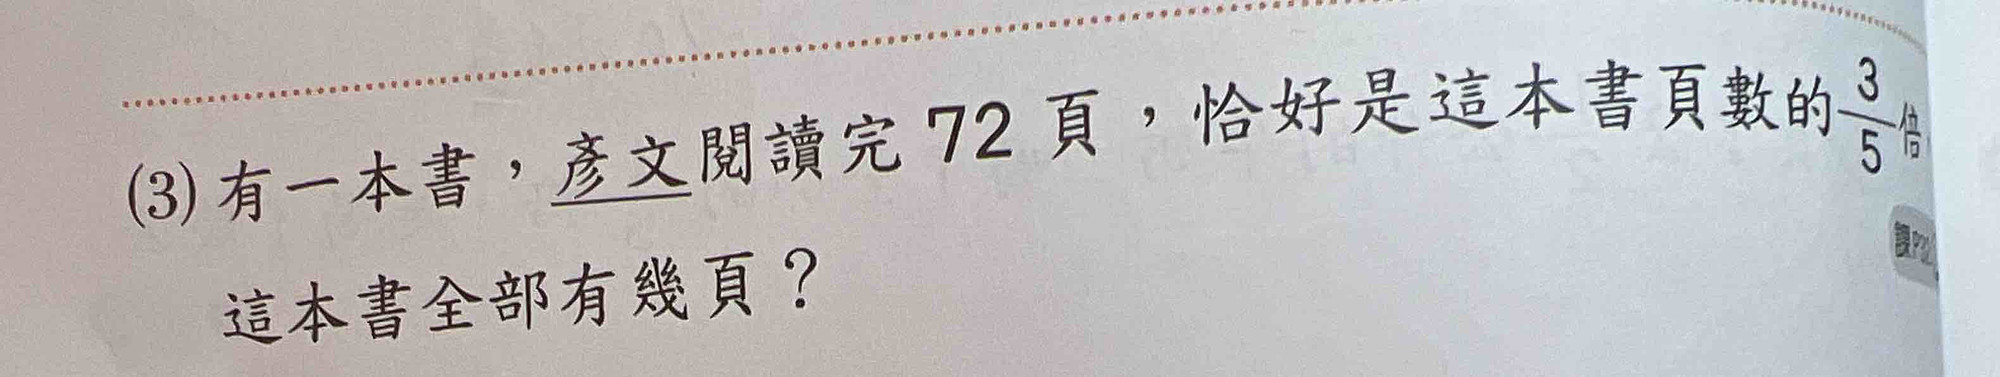 (3) 有一本書，彥文閱讀完 72 頁，恰好是這本書頁數的 3/5 倍
這本書全部有幾頁？